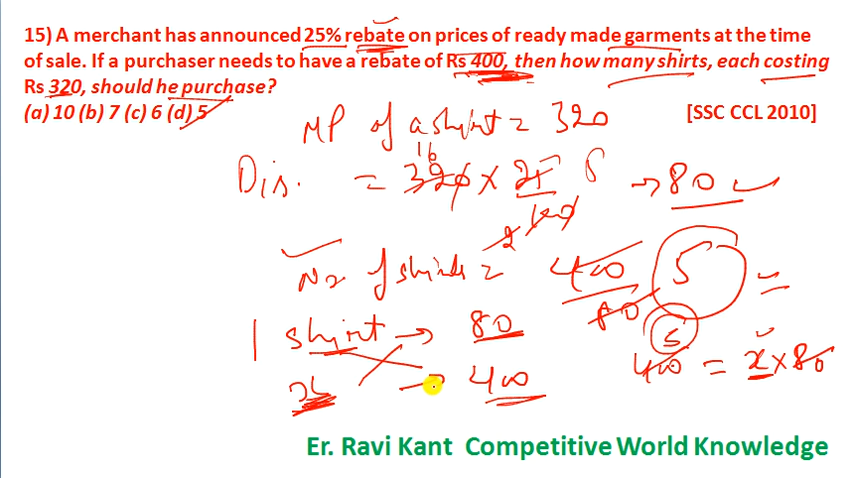 15) A merchant has announced 25% rebate on prices of ready made garments at the time
of sale. If a purchaser needs to have a rebate of Rs 400, then how many shirts, each costing
Rs 320, should he purchase?
(a) 10 (b) 7 (c) 6 (d) 5 [SSC CCL 2010]
MP of a shirt = 320
16
Dis. = 320 × 25 → 80
100
2
No of shirts = 400 5 =
80
5
1 shirt → 80
→ 400
400 = x × 80
Er. Ravi Kant Competitive World Knowledge